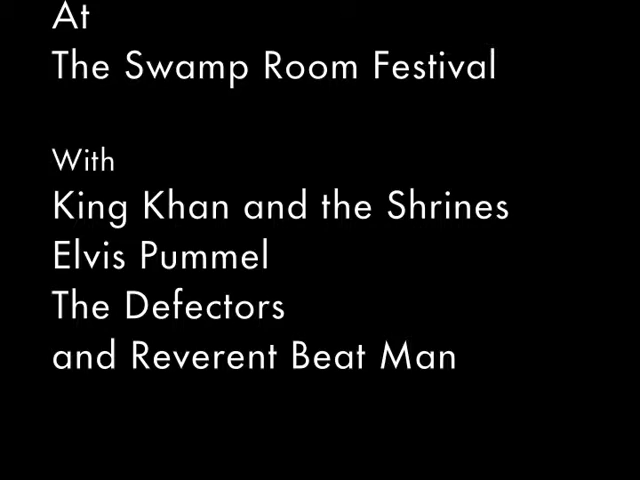 At
The Swamp Room Festival
With
King Khan and the Shrines
Elvis Pummel
The Defectors
and Reverent Beat Man